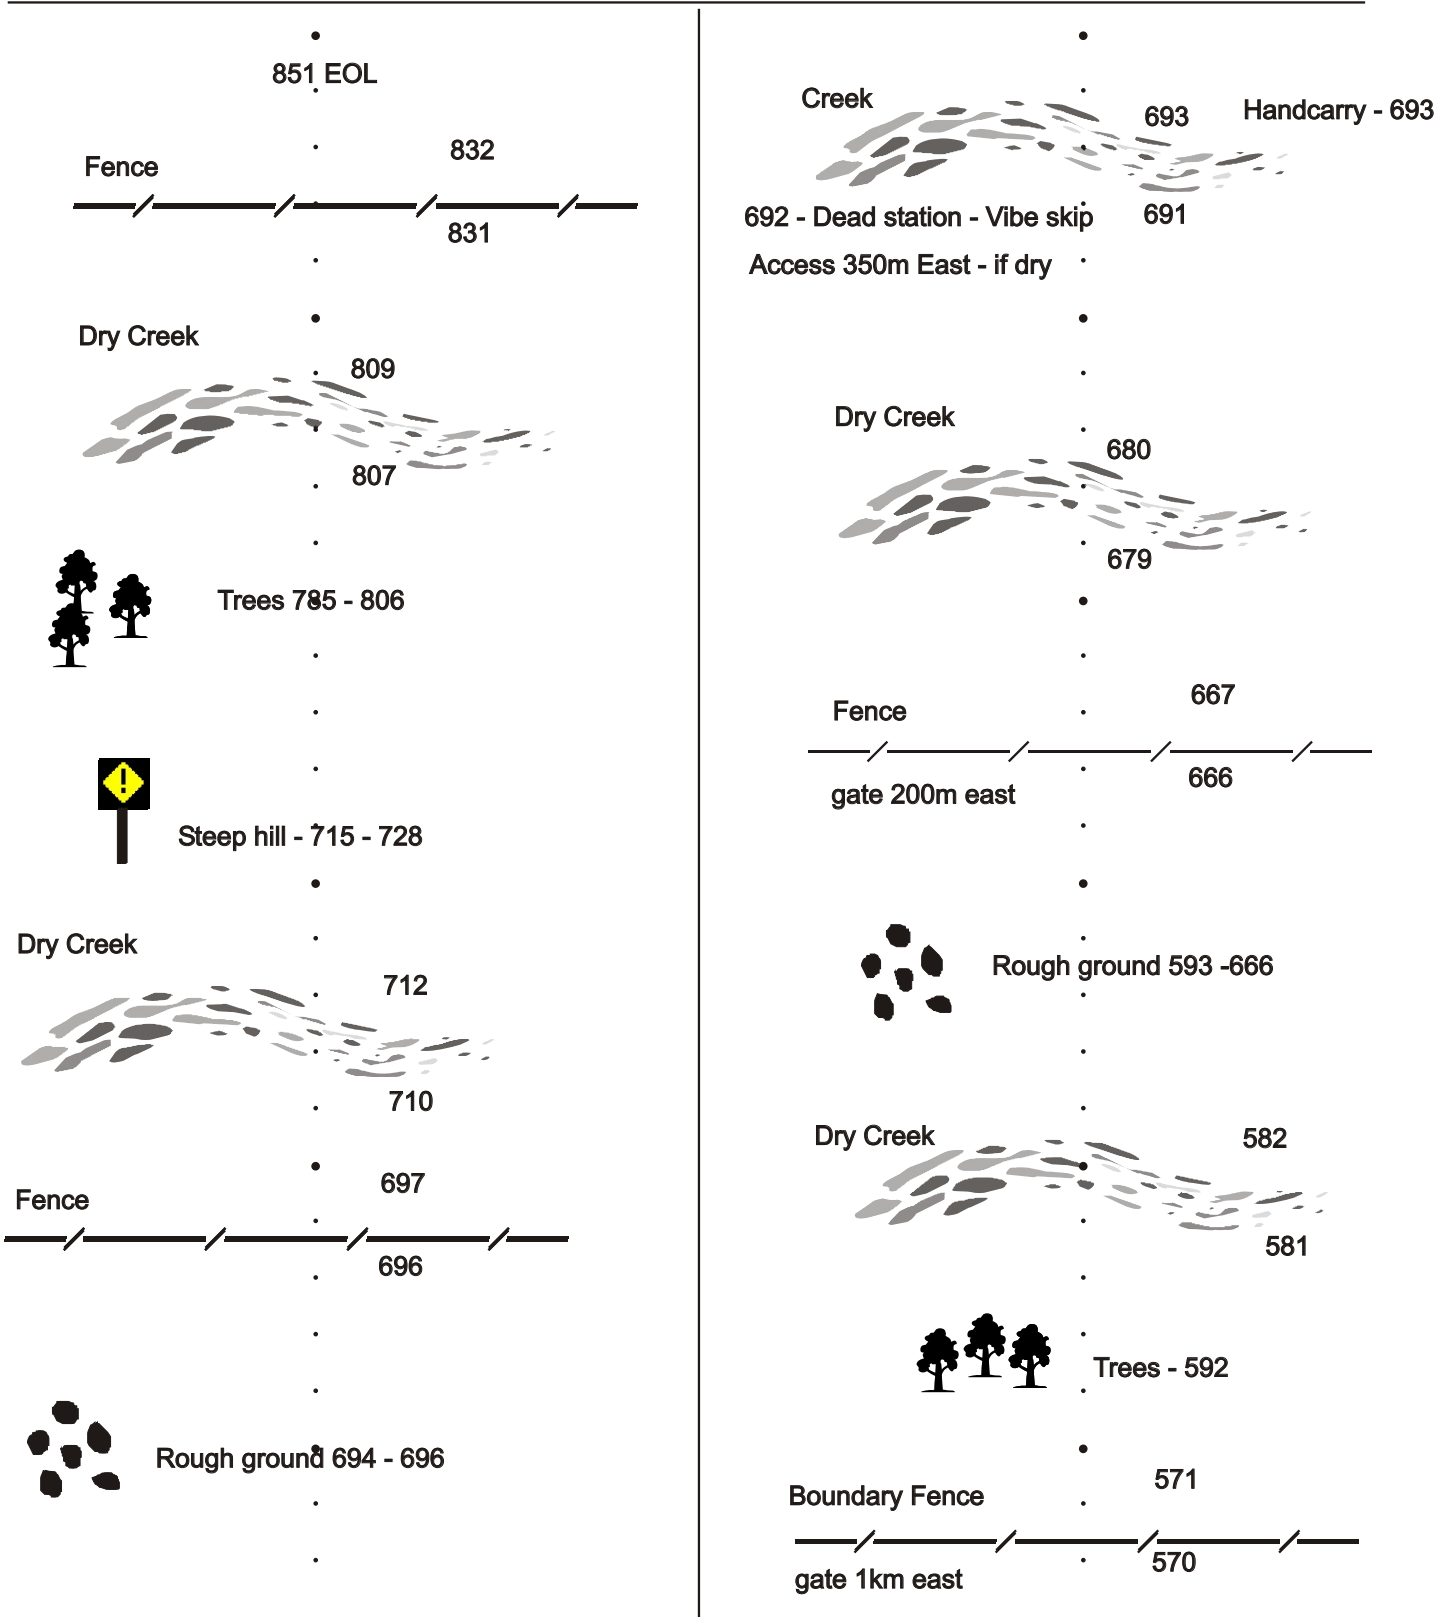 851 EOL
832
Fence
831
Dry Creek
809
807
Trees 785 - 806
!
Steep hill - 715 - 728
Dry Creek
712
710
697
Fence
696
Rough ground 694 - 696
Creek
693
Handcarry - 693
692 - Dead station - Vibe skip
691
Access 350m East - if dry
Dry Creek
680
679
667
Fence
666
gate 200m east
Rough ground 593 -666
Dry Creek
582
581
Trees - 592
571
Boundary Fence
570
gate 1km east